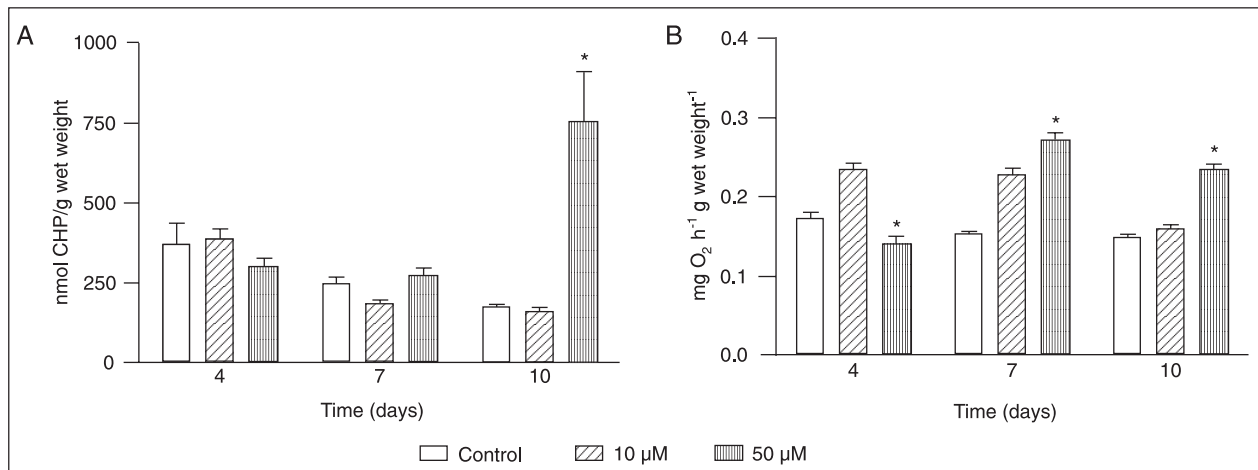 A
nmol CHP/g wet weight
1000
750
500
250
0
*
4 7 10
Time (days)
B
mg O₂ h⁻¹ g wet weight⁻¹
0.4
0.3
0.2
0.1
0.0
* * *
4 7 10
Time (days)
Control 10 µM 50 µM